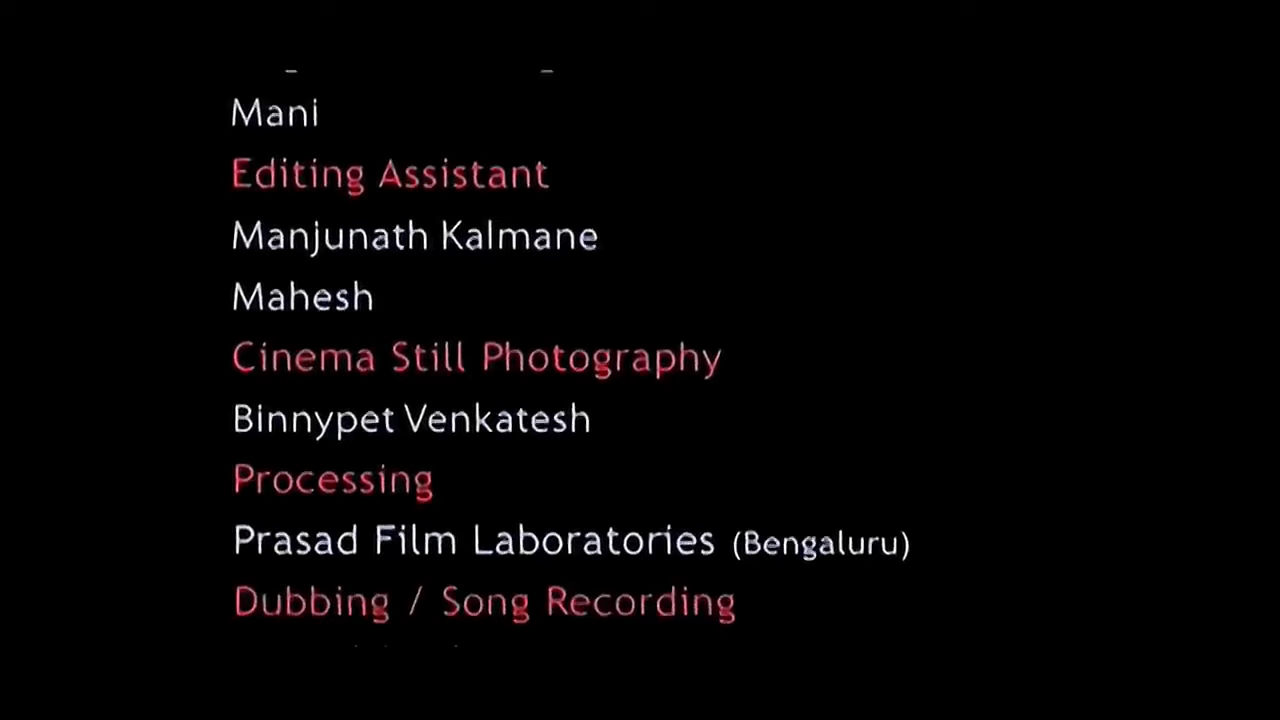 Mani
Editing Assistant
Manjunath Kalmane
Mahesh
Cinema Still Photography
Binnypet Venkatesh
Processing
Prasad Film Laboratories (Bengaluru)
Dubbing / Song Recording